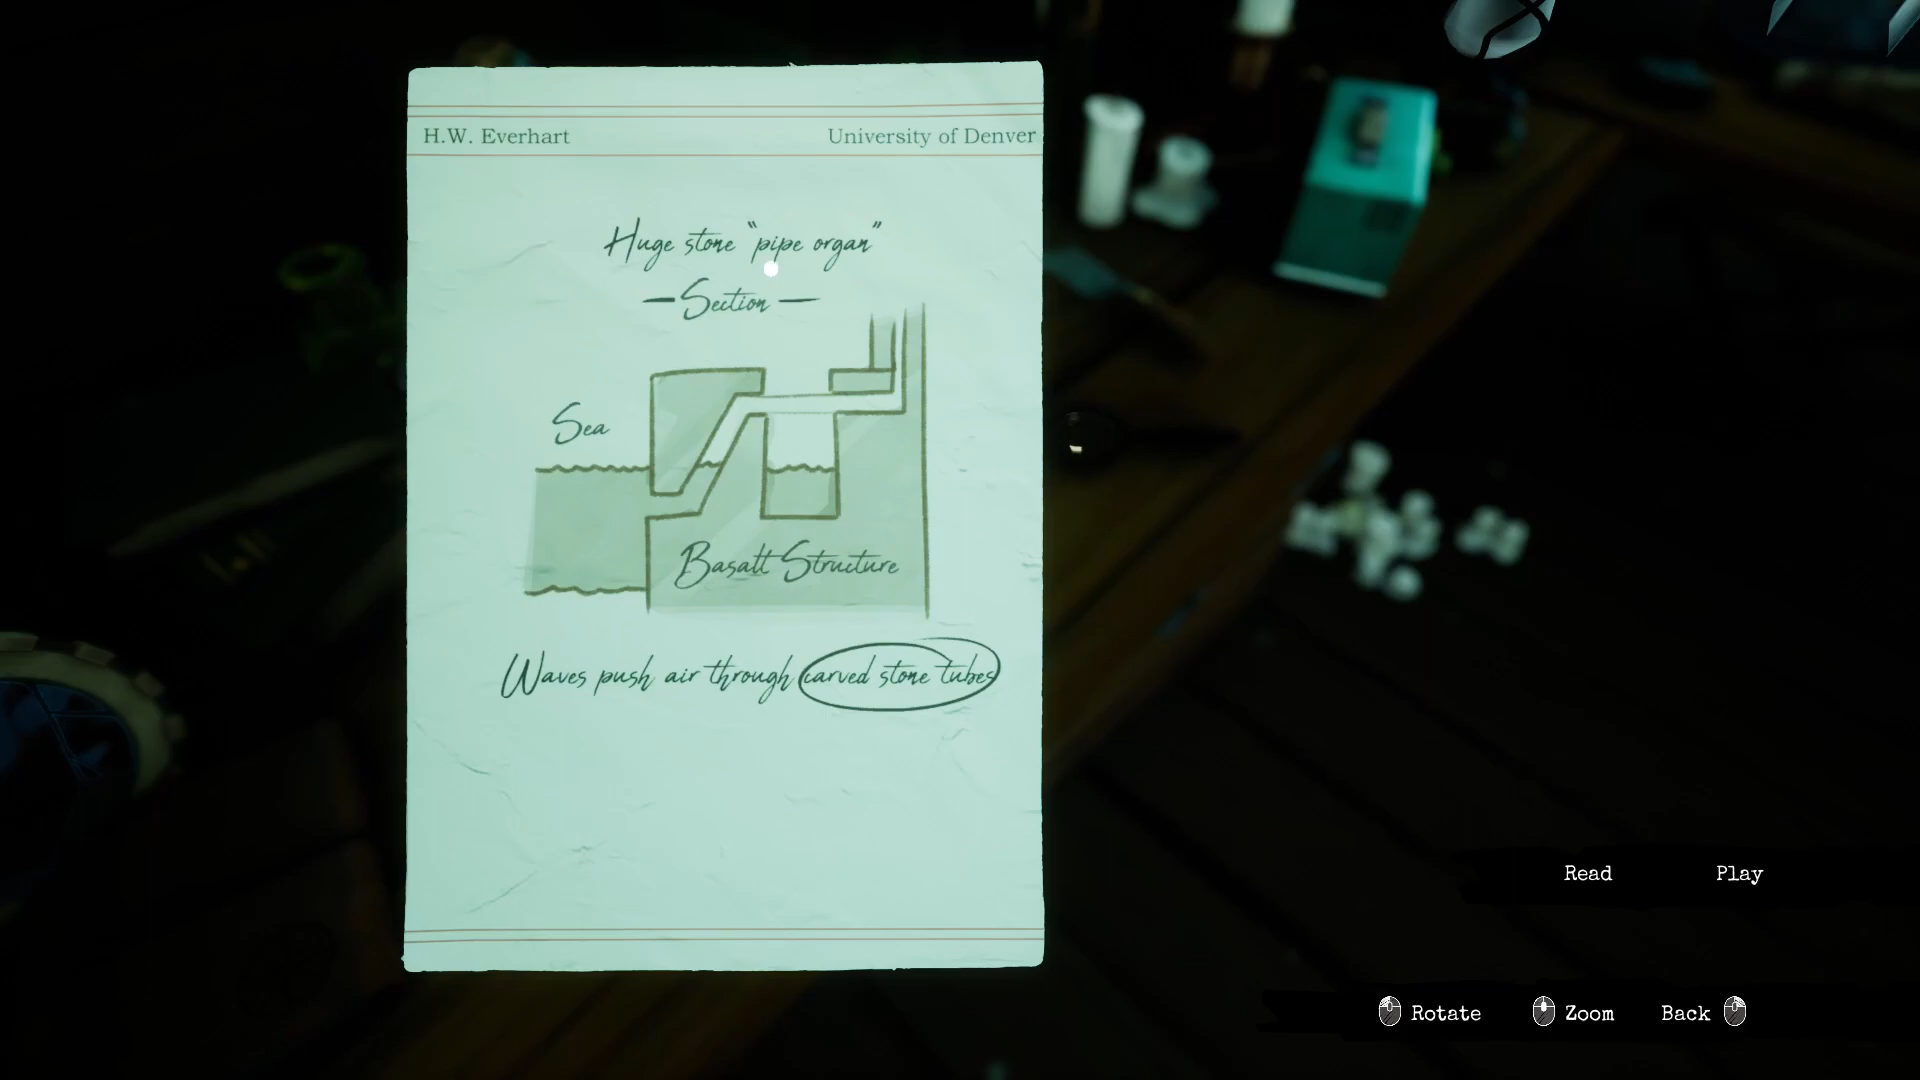 H.W. Everhart University of Denver
Huge stone "pipe organ"
— Section —
Sea
Basalt Structure
Waves push air through carved stone tubes
Read Play
Rotate Zoom Back